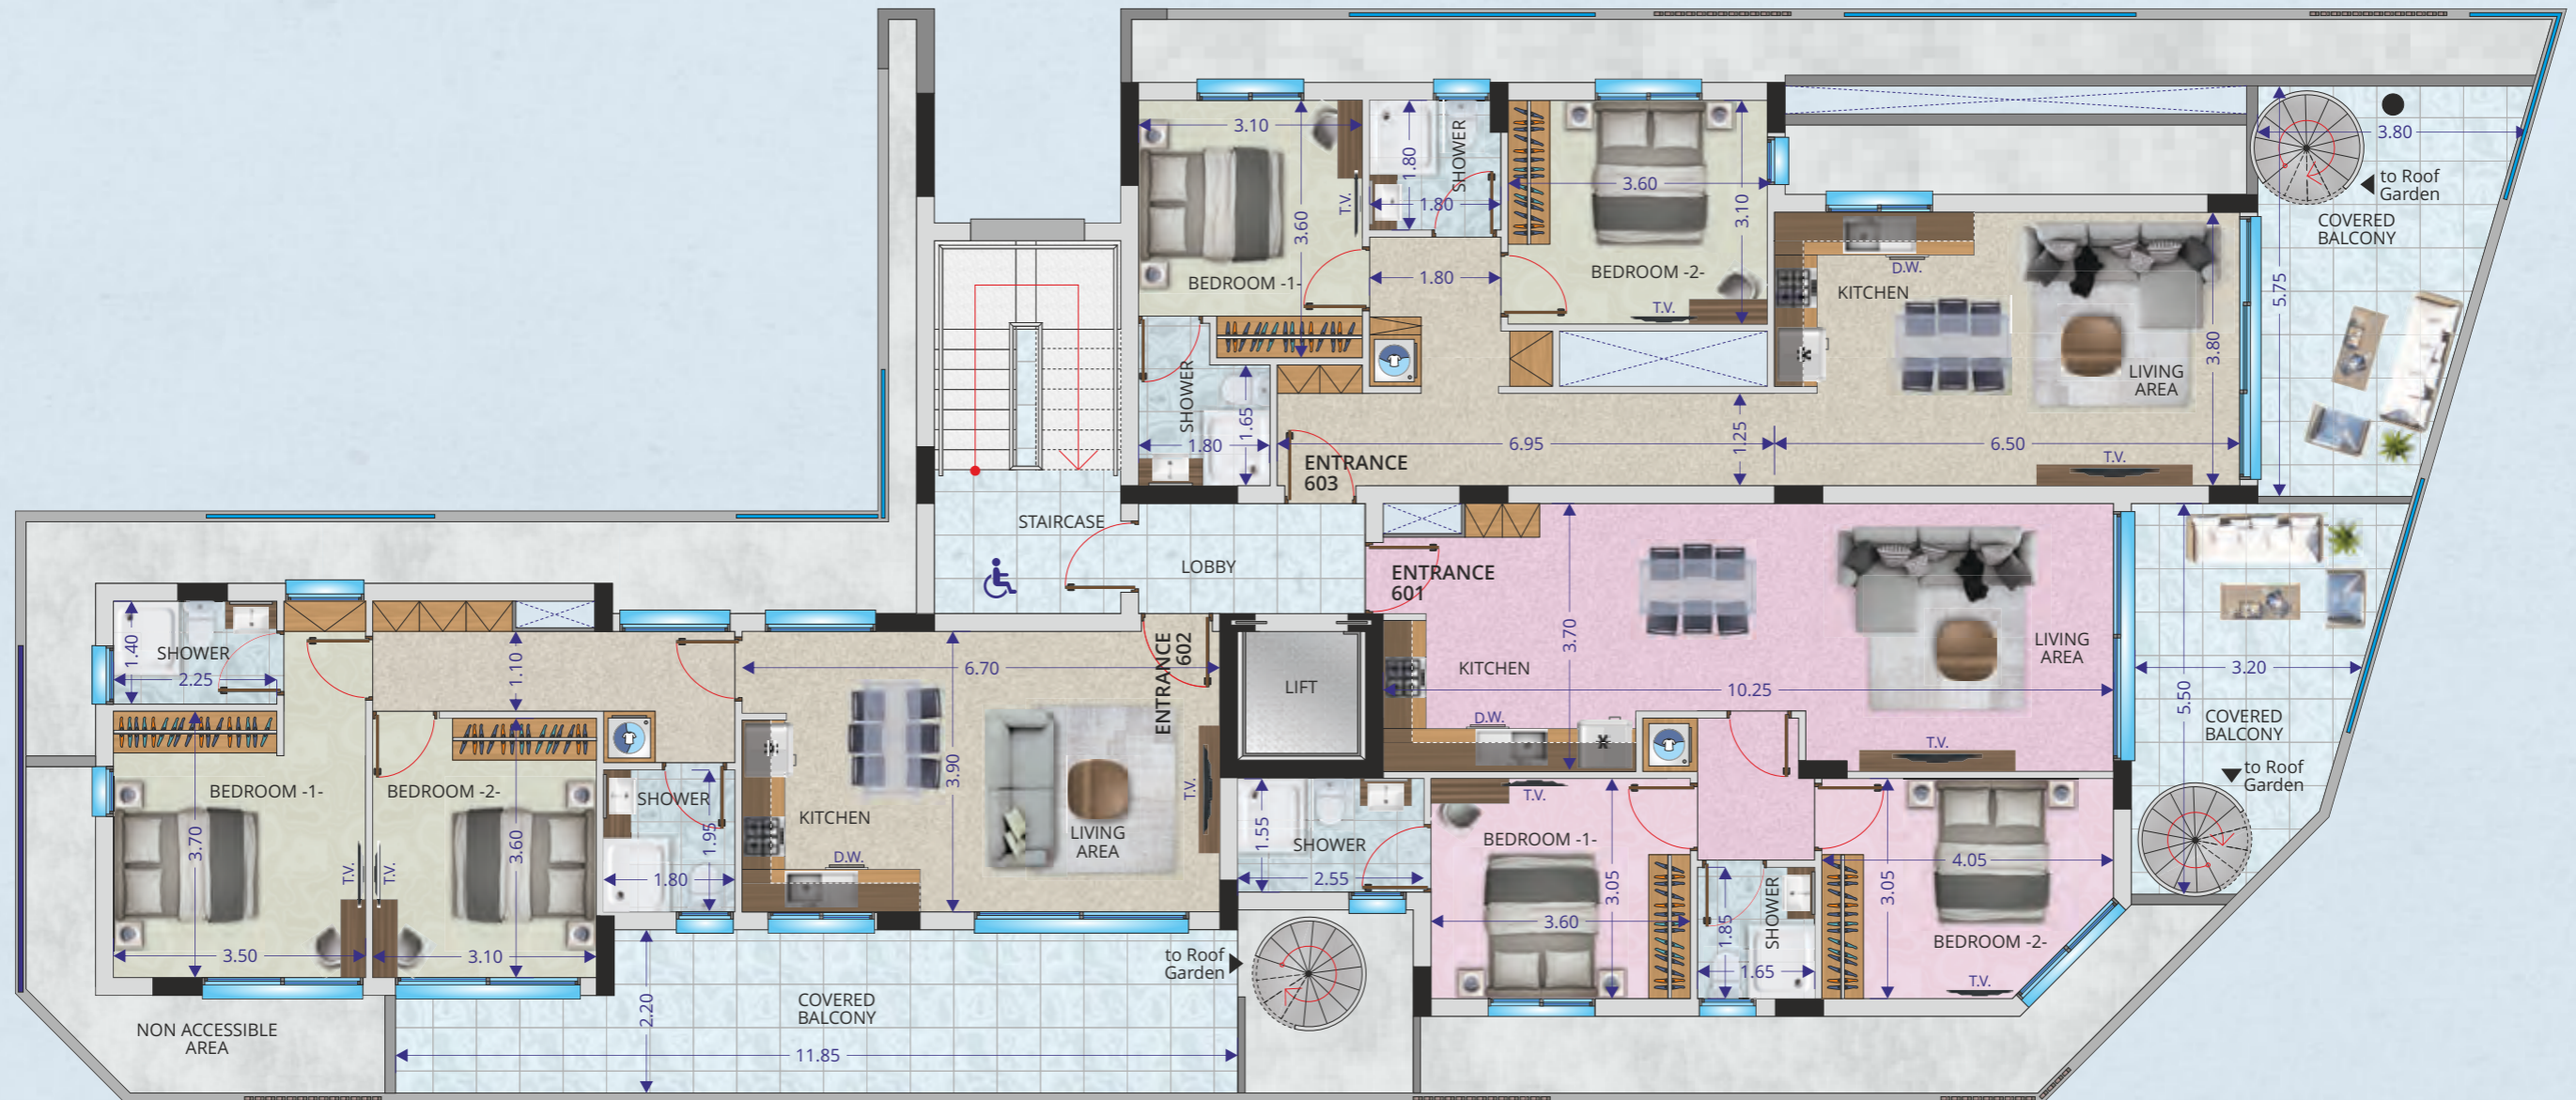 3.10
3.60
T.V.
BEDROOM -1-
1.80
SHOWER
1.80
1.80
3.60
3.10
BEDROOM -2-
T.V.
D.W.
KITCHEN
LIVING
AREA
3.80
T.V.
3.80
to Roof
Garden
COVERED
BALCONY
5.75
SHOWER
1.65
1.80
6.95
1.25
6.50
ENTRANCE
603
STAIRCASE
LOBBY
ENTRANCE
601
3.70
KITCHEN
10.25
D.W.
LIVING
AREA
T.V.
3.20
5.50
COVERED
BALCONY
to Roof
Garden
1.40
SHOWER
2.25
1.10
6.70
ENTRANCE
602
LIFT
BEDROOM -1-
3.70
T.V.
3.50
BEDROOM -2-
T.V.
3.60
3.10
SHOWER
1.95
1.80
KITCHEN
D.W.
3.90
LIVING
AREA
T.V.
1.55
SHOWER
2.55
T.V.
BEDROOM -1-
3.05
3.60
SHOWER
1.85
1.65
4.05
3.05
BEDROOM -2-
T.V.
to Roof
Garden
NON ACCESSIBLE
AREA
2.20
COVERED
BALCONY
11.85